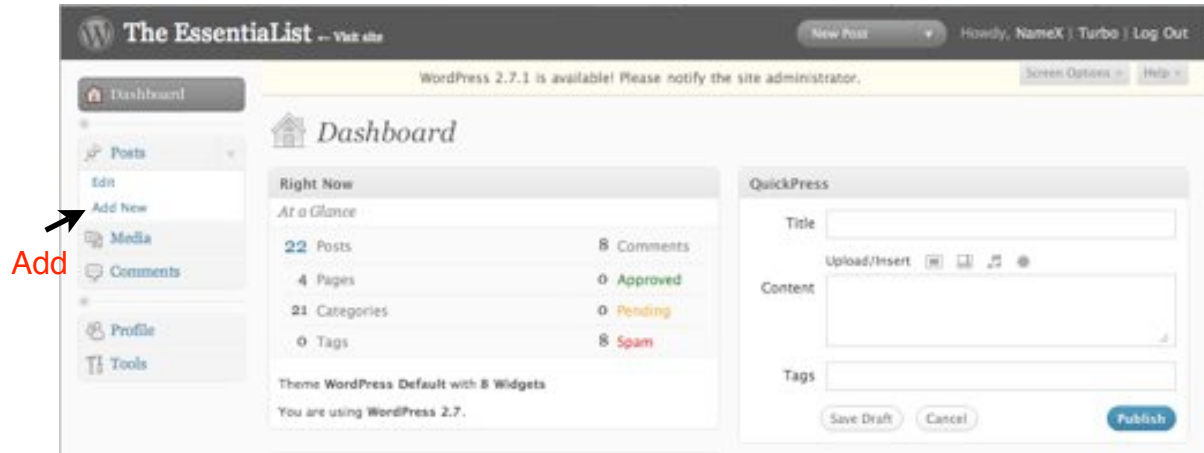 The EssentiaList ← Visit site
New Post
Howdy, NameX | Turbo | Log Out
WordPress 2.7.1 is available! Please notify the site administrator.
Screen Options
Help
Dashboard
Posts
Edit
Add New
Add
Media
Comments
Profile
Tools
Dashboard
Right Now
At a Glance
22 Posts
8 Comments
4 Pages
0 Approved
21 Categories
0 Pending
0 Tags
8 Spam
Theme WordPress Default with 8 Widgets
You are using WordPress 2.7.
QuickPress
Title
Upload/Insert
Content
Tags
Save Draft
Cancel
Publish